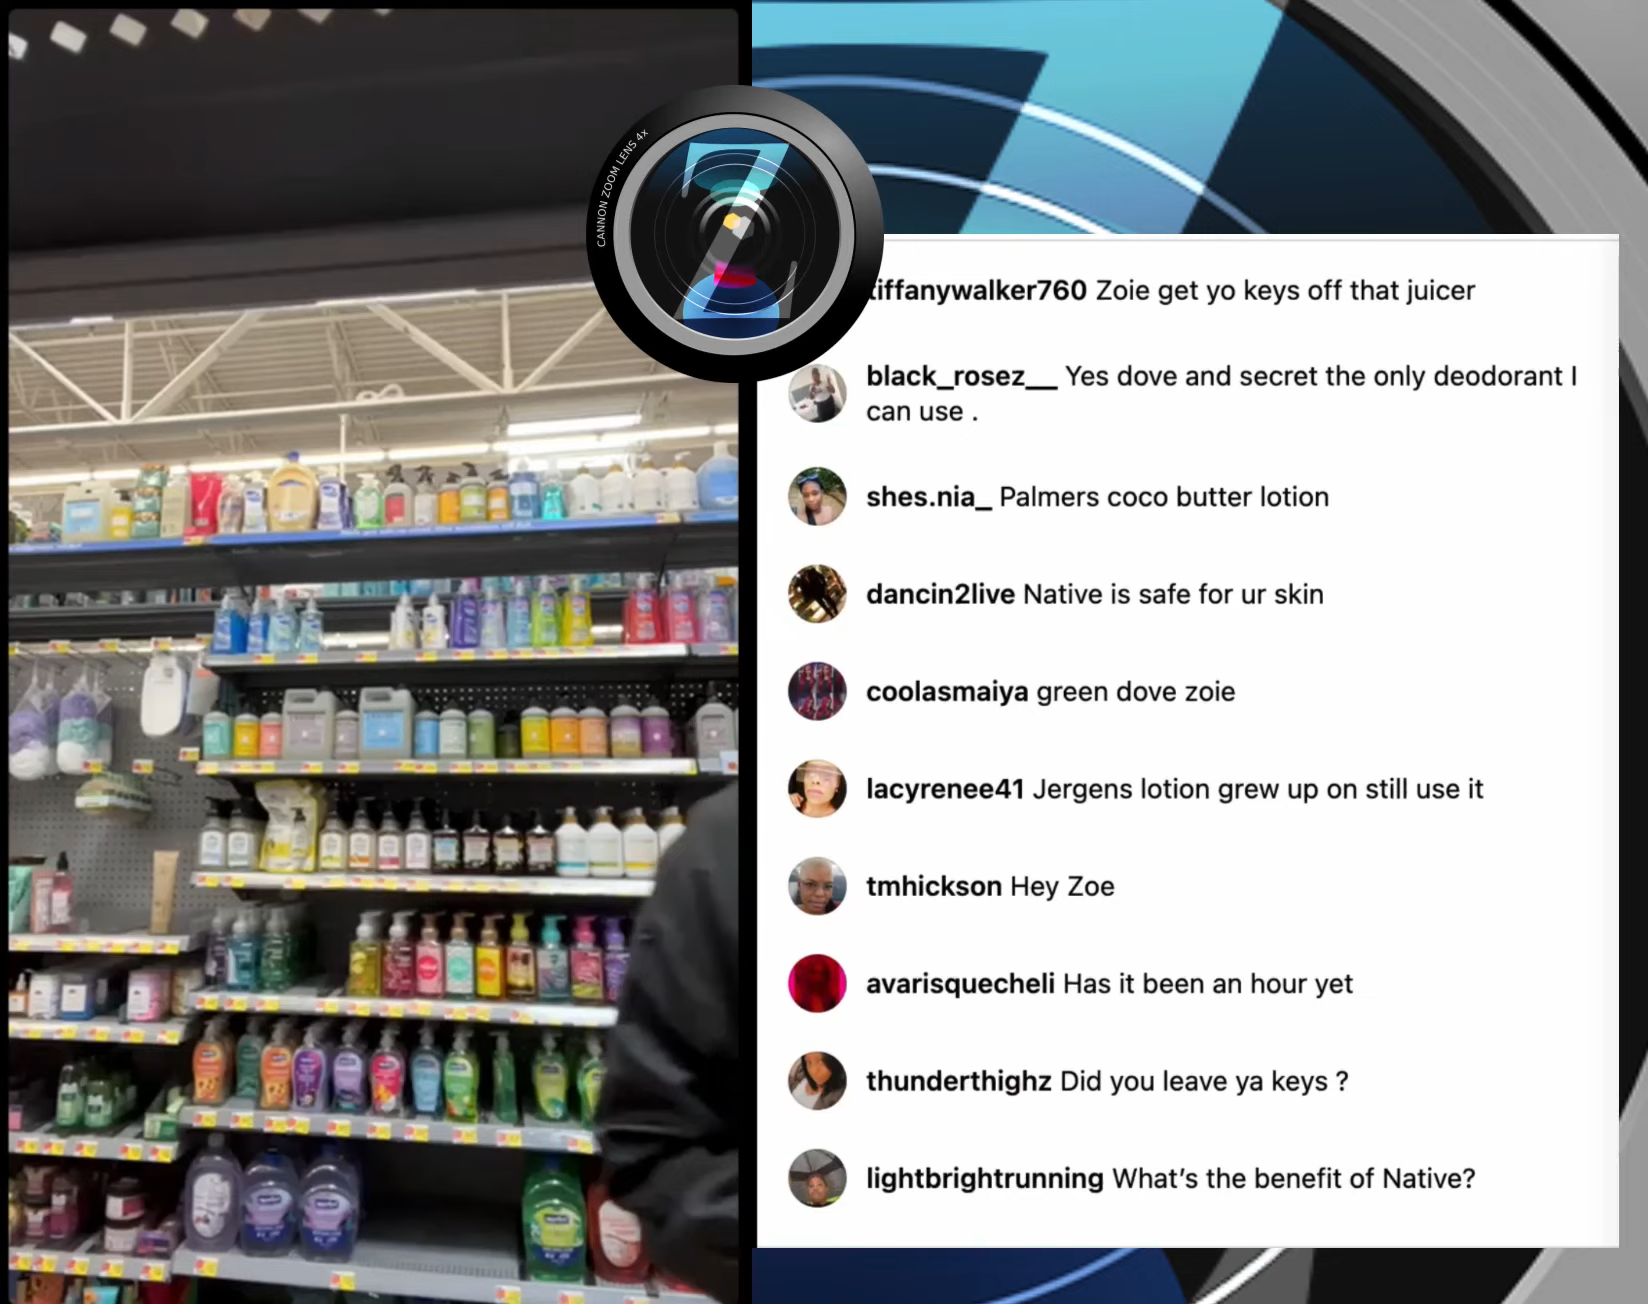 CANNON ZOOM LENS 4x
tiffanywalker760 Zoie get yo keys off that juicer
black_rosez__ Yes dove and secret the only deodorant I
can use .
shes.nia_ Palmers coco butter lotion
dancin2live Native is safe for ur skin
coolasmaiya green dove zoie
lacyrenee41 Jergens lotion grew up on still use it
tmhickson Hey Zoe
avarisquecheli Has it been an hour yet
thunderthighz Did you leave ya keys ?
lightbrightrunning What's the benefit of Native?